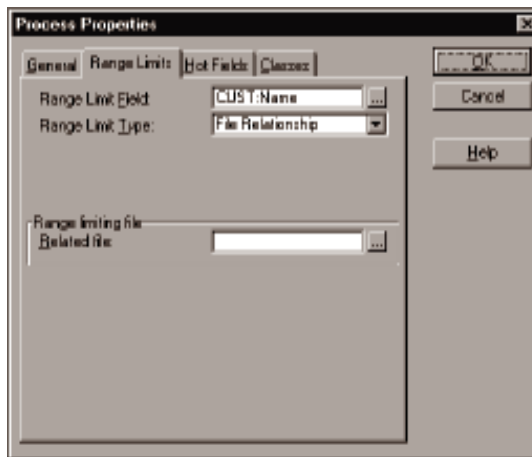 Process Properties
General Range Limits Hot Fields Classes
OK
Range Limit Field: CUST:Name ...
Cancel
Range Limit Type: File Relationship
Help
Range limiting file
Related file: ...